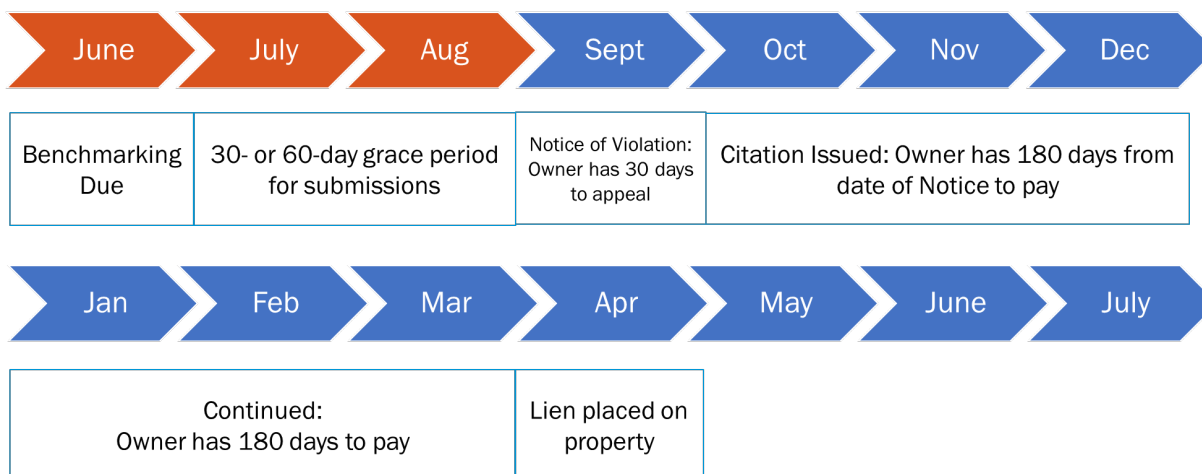 June July Aug Sept Oct Nov Dec
Benchmarking
Due
30- or 60-day grace period
for submissions
Notice of Violation:
Owner has 30 days
to appeal
Citation Issued: Owner has 180 days from
date of Notice to pay
Jan Feb Mar Apr May June July
Continued:
Owner has 180 days to pay
Lien placed on
property